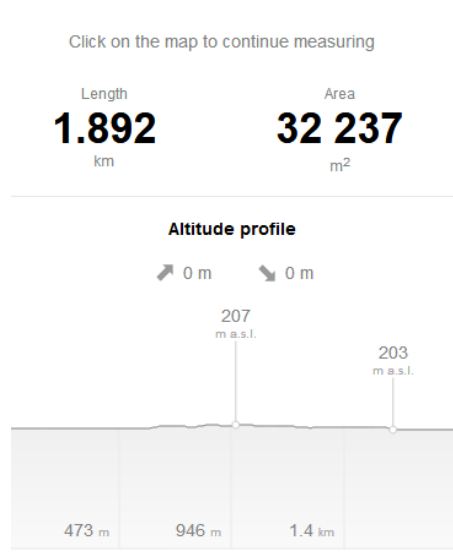 Click on the map to continue measuring
Length Area
1.892 32 237
km m²
Altitude profile
0 m 0 m
207
m a.s.l.
203
m a.s.l.
473 m 946 m 1.4 km